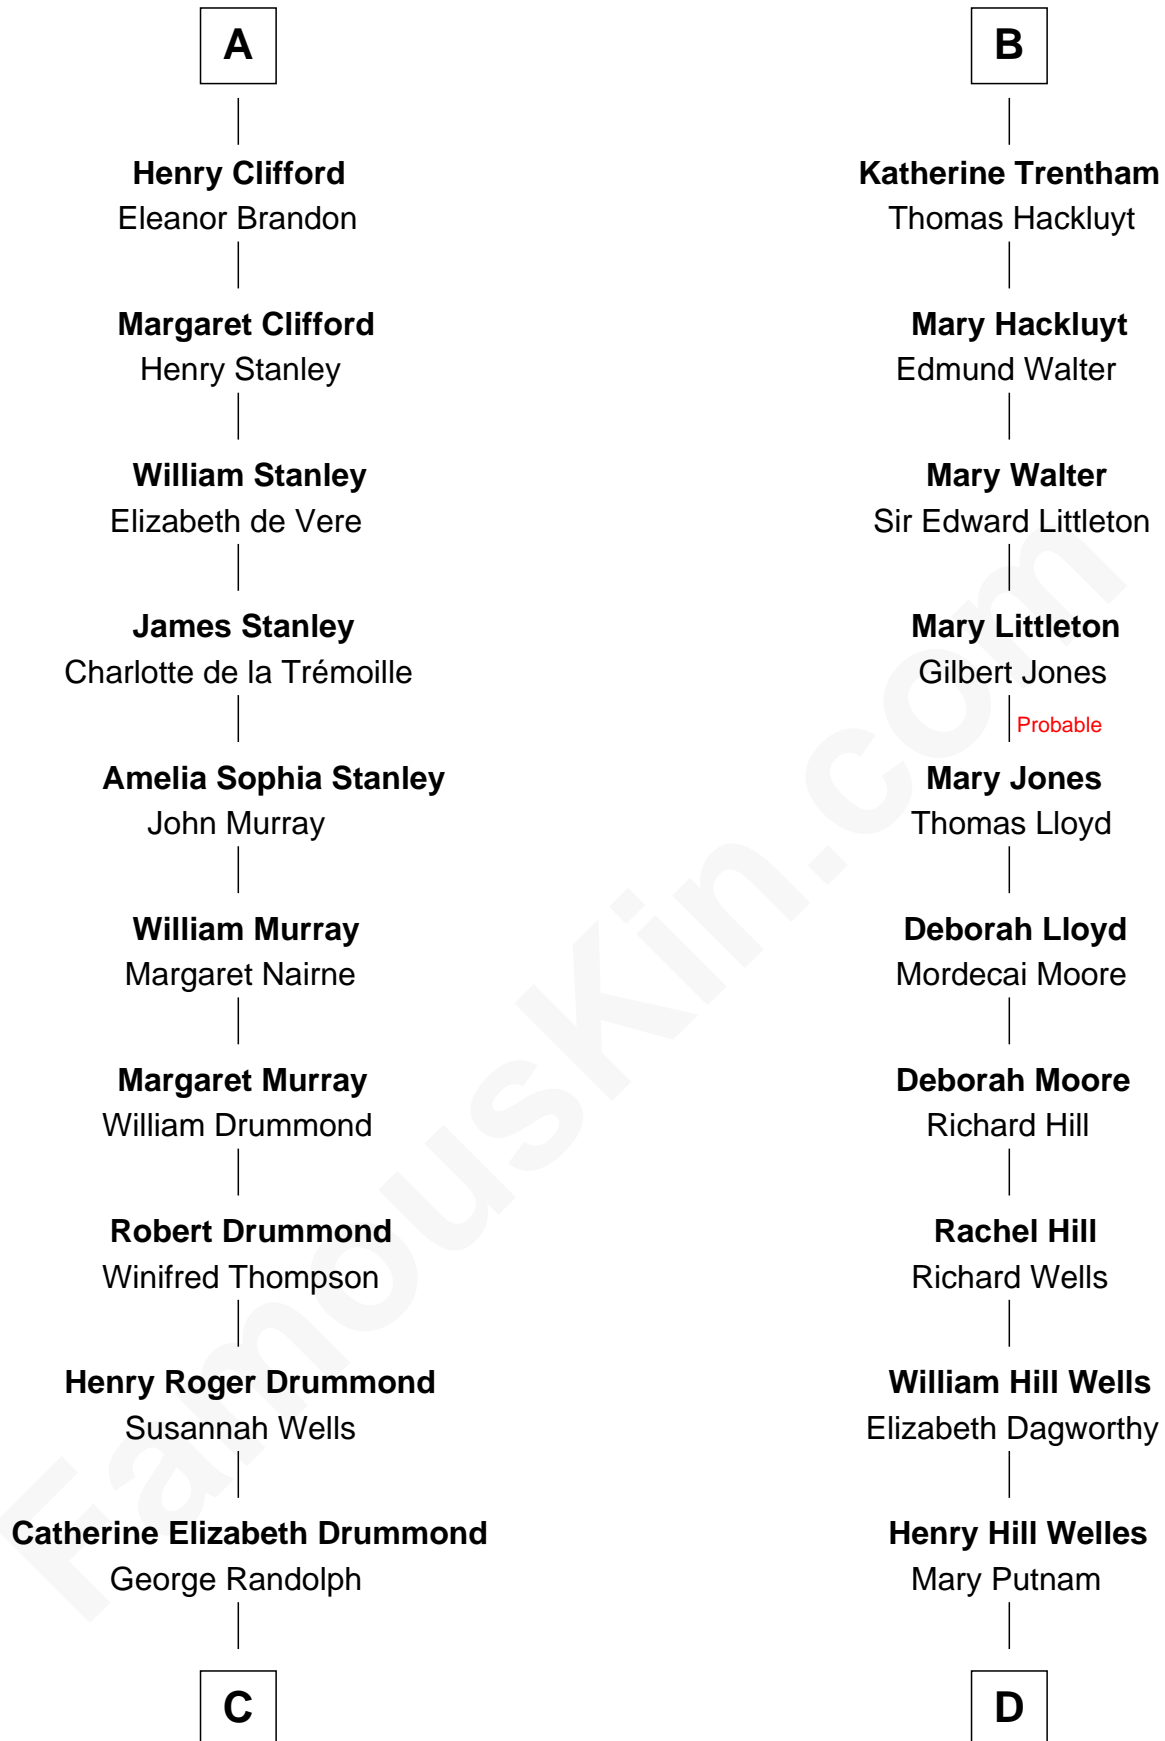 A
Henry Clifford
Eleanor Brandon
Margaret Clifford
Henry Stanley
William Stanley
Elizabeth de Vere
James Stanley
Charlotte de la Trémoille
Amelia Sophia Stanley
John Murray
William Murray
Margaret Nairne
Margaret Murray
William Drummond
Robert Drummond
Winifred Thompson
Henry Roger Drummond
Susannah Wells
Catherine Elizabeth Drummond
George Randolph
C
B
Katherine Trentham
Thomas Hackluyt
Mary Hackluyt
Edmund Walter
Mary Walter
Sir Edward Littleton
Mary Littleton
Gilbert Jones
Probable
Mary Jones
Thomas Lloyd
Deborah Lloyd
Mordecai Moore
Deborah Moore
Richard Hill
Rachel Hill
Richard Wells
William Hill Wells
Elizabeth Dagworthy
Henry Hill Welles
Mary Putnam
D
FamousKin.com